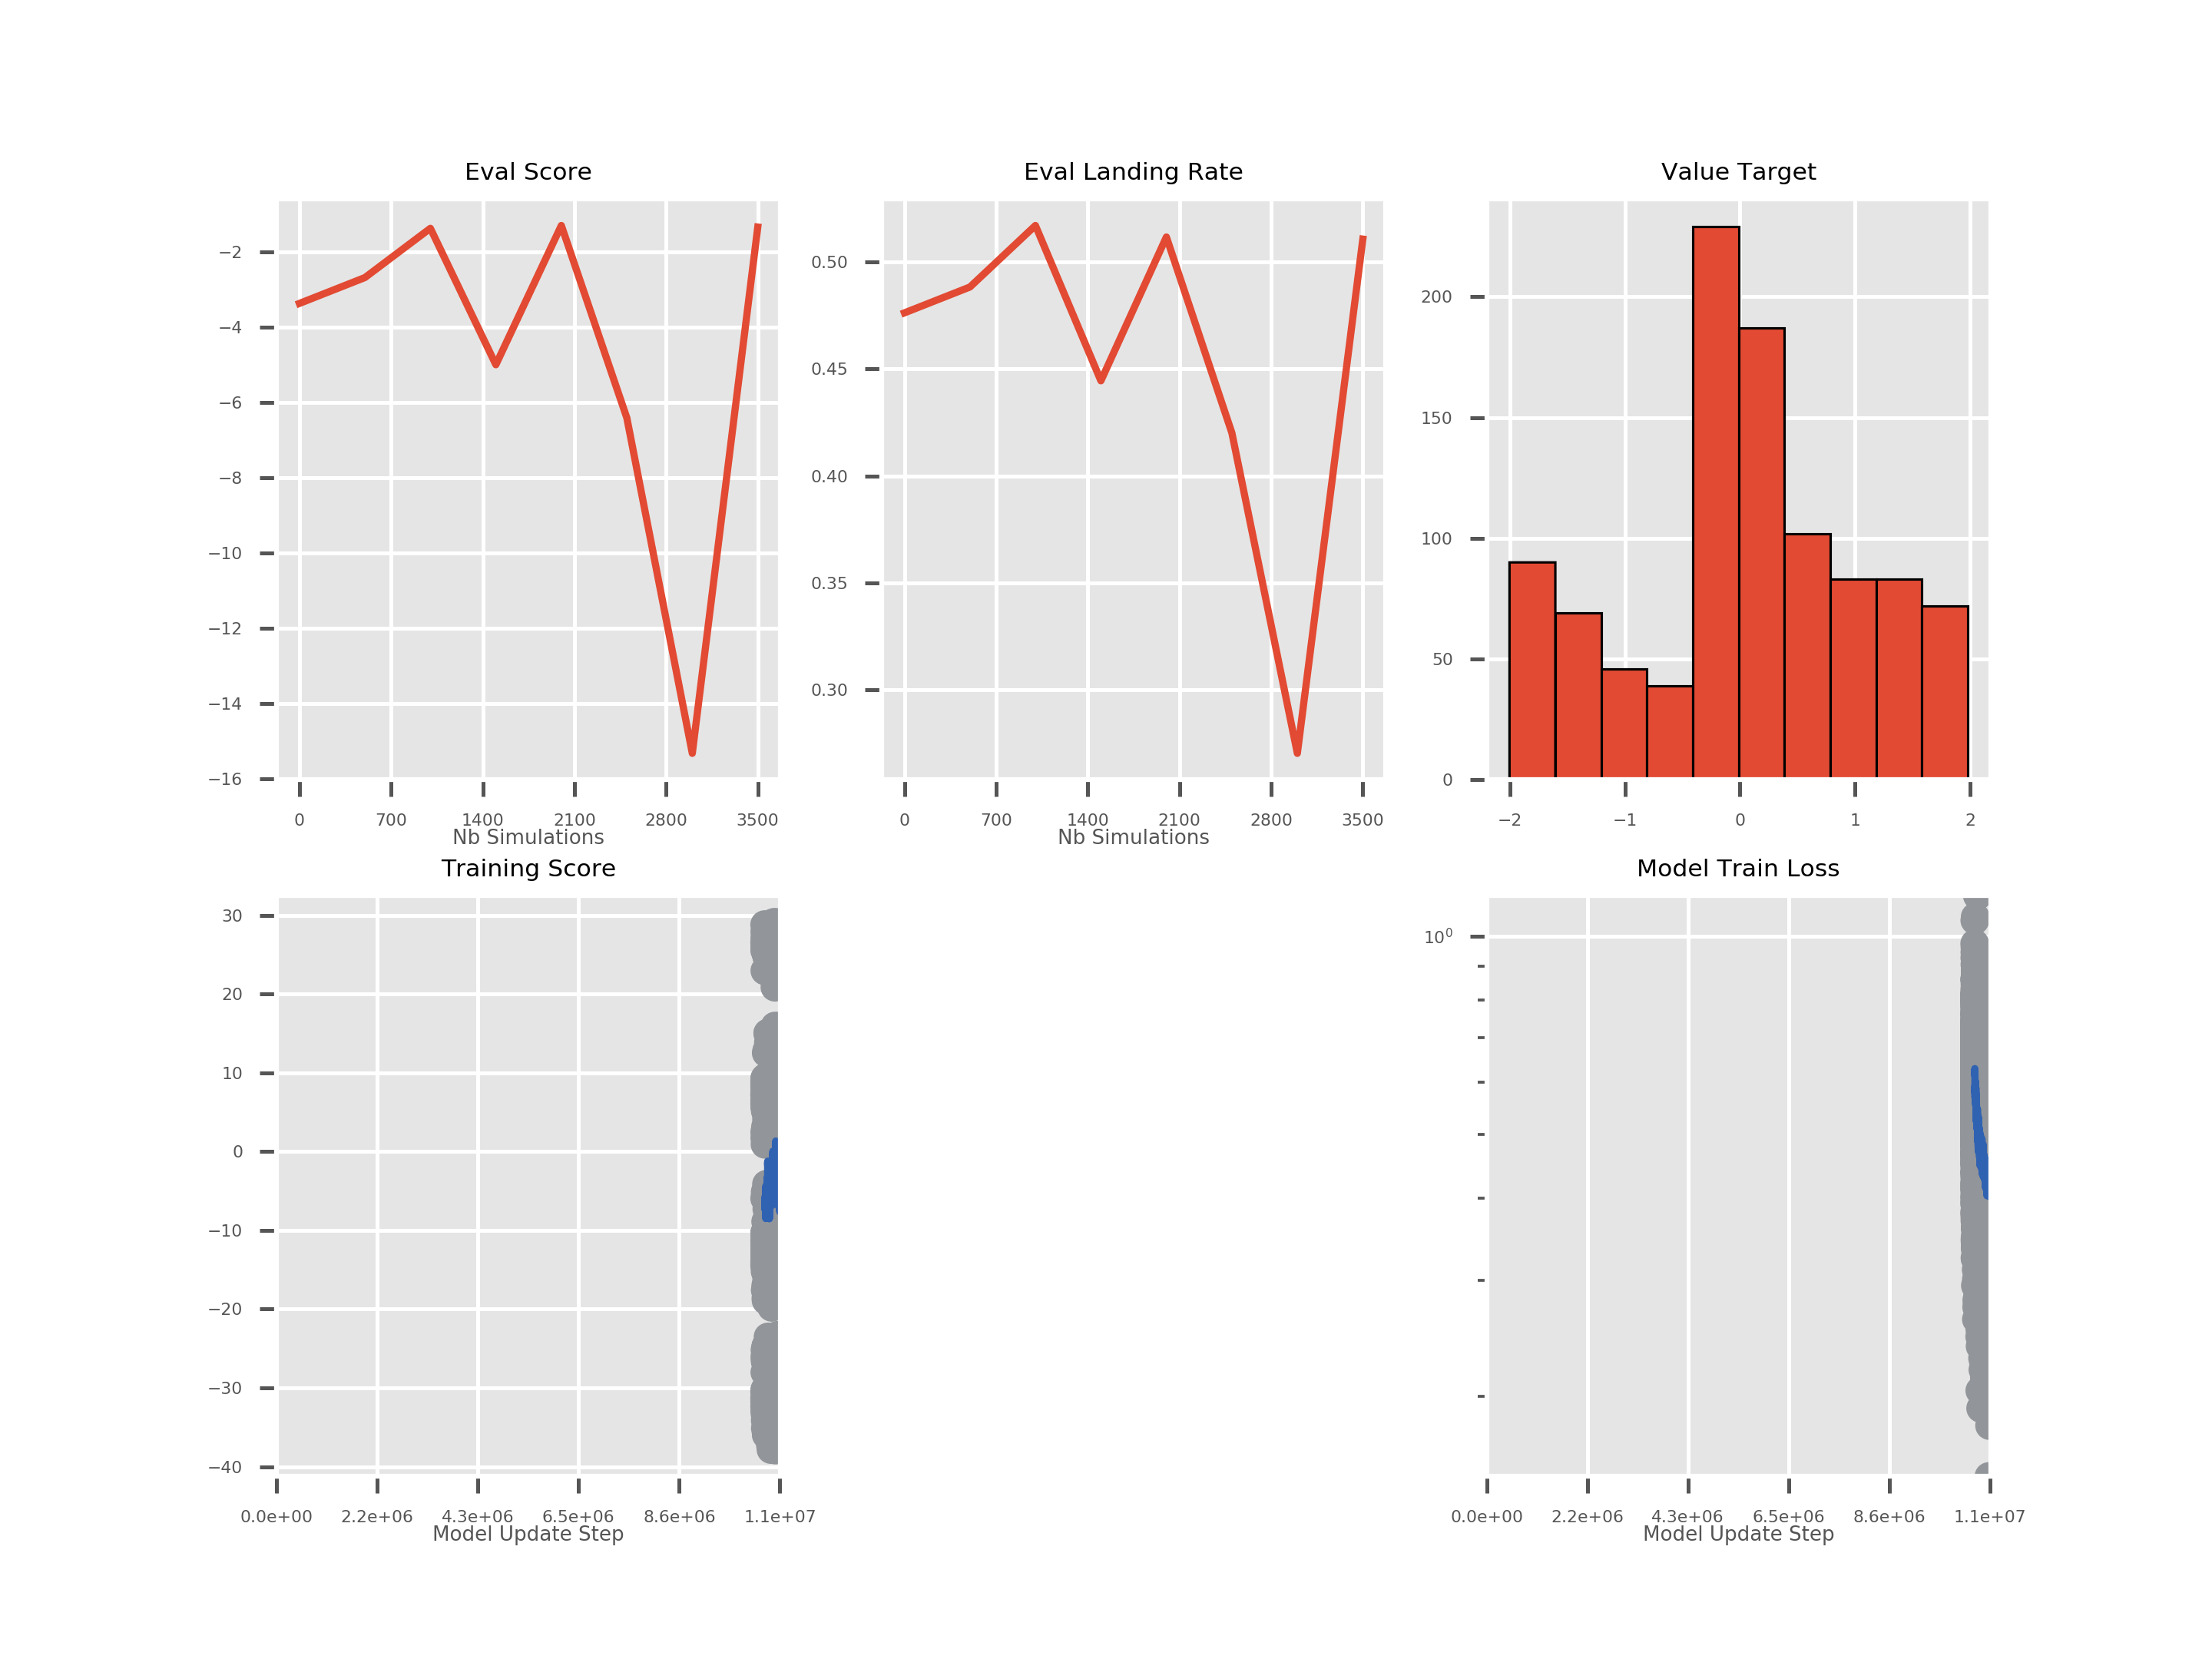 Eval Score
−2
−4
−6
−8
−10
−12
−14
−16
0 700 1400 2100 2800 3500
Nb Simulations
Eval Landing Rate
0.50
0.45
0.40
0.35
0.30
0 700 1400 2100 2800 3500
Nb Simulations
Value Target
200
150
100
50
0
−2 −1 0 1 2
Training Score
30
20
10
0
−10
−20
−30
−40
0.0e+00 2.2e+06 4.3e+06 6.5e+06 8.6e+06 1.1e+07
Model Update Step
Model Train Loss
10⁰
0.0e+00 2.2e+06 4.3e+06 6.5e+06 8.6e+06 1.1e+07
Model Update Step